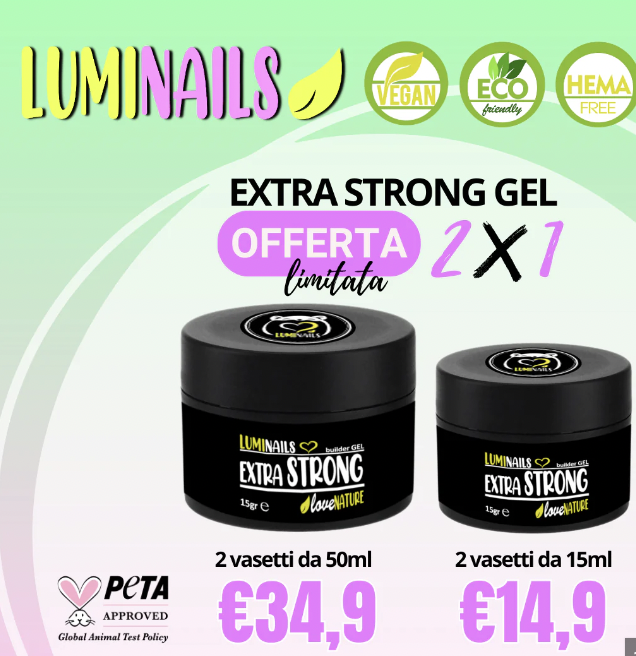 LUMINAILS
VEGAN
ECO
friendly
HEMA
FREE
EXTRA STRONG GEL
OFFERTA 2X1
limitata
LUMINAILS
LUMINAILS
LUMINAILS builder GEL
EXTRA STRONG
15gr e
loveNATURE
LUMINAILS builder GEL
EXTRA STRONG
15gr e
loveNATURE
2 vasetti da 50ml
€34,9
2 vasetti da 15ml
€14,9
PETA
APPROVED
Global Animal Test Policy